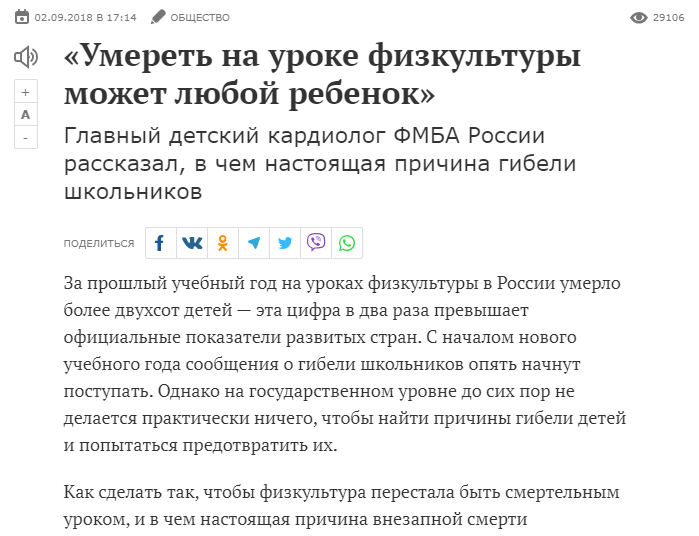 02.09.2018 В 17:14 ОБЩЕСТВО 29106
«Умереть на уроке физкультуры
может любой ребенок»
+
А
-
Главный детский кардиолог ФМБА России
рассказал, в чем настоящая причина гибели
школьников
ПОДЕЛИТЬСЯ
За прошлый учебный год на уроках физкультуры в России умерло
более двухсот детей — эта цифра в два раза превышает
официальные показатели развитых стран. С началом нового
учебного года сообщения о гибели школьников опять начнут
поступать. Однако на государственном уровне до сих пор не
делается практически ничего, чтобы найти причины гибели детей
и попытаться предотвратить их.
Как сделать так, чтобы физкультура перестала быть смертельным
уроком, и в чем настоящая причина внезапной смерти